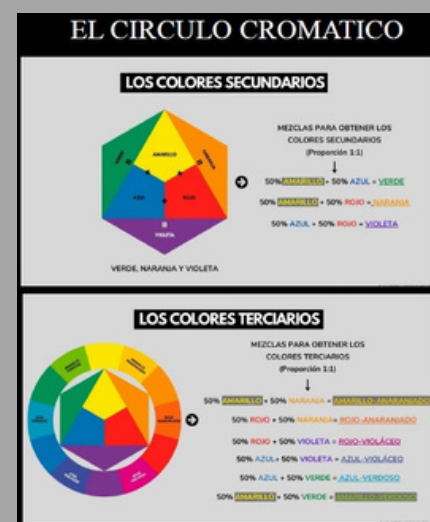 EL CIRCULO CROMATICO
LOS COLORES SECUNDARIOS
MEZCLAS PARA OBTENER LOS
COLORES SECUNDARIOS
(Proporción 1:1)
VERDE
AMARILLO
NARANJA
AZUL
ROJO
VIOLETA
50% AMARILLO + 50% AZUL = VERDE
50% AMARILLO + 50% ROJO = NARANJA
50% AZUL + 50% ROJO = VIOLETA
VERDE, NARANJA Y VIOLETA
LOS COLORES TERCIARIOS
MEZCLAS PARA OBTENER LOS
COLORES TERCIARIOS
(Proporción 1:1)
50% AMARILLO + 50% NARANJA = AMARILLO-ANARANJADO
50% ROJO + 50% NARANJA= ROJO-ANARANJADO
50% ROJO + 50% VIOLETA = ROJO-VIOLÁCEO
50% AZUL+ 50% VIOLETA = AZUL-VIOLÁCEO
50% AZUL + 50% VERDE = AZUL-VERDOSO
50% AMARILLO + 50% VERDE = AMARILLO-VERDOSO